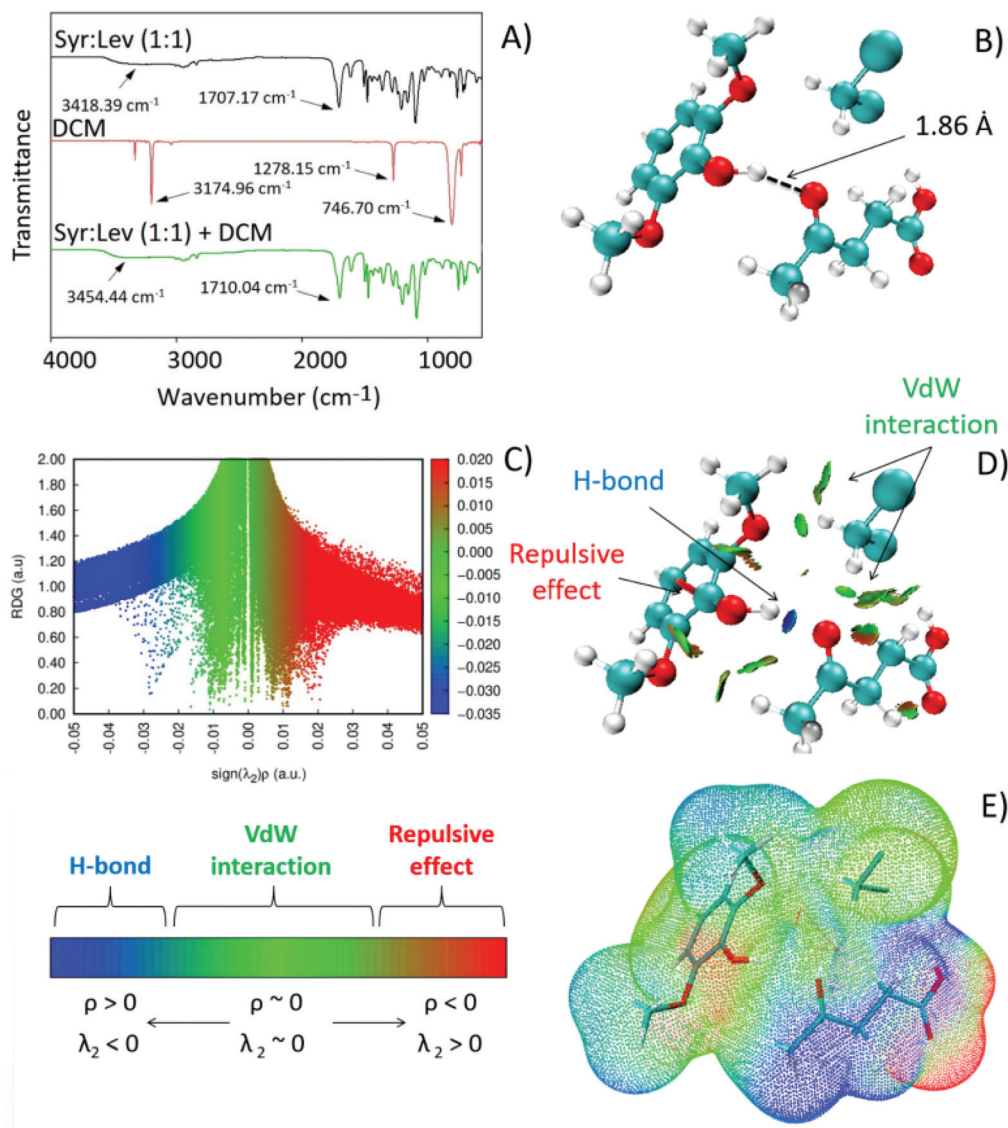 Syr:Lev (1:1)
A)
3418.39 cm-1
1707.17 cm-1
DCM
1278.15 cm-1
3174.96 cm-1
746.70 cm-1
Syr:Lev (1:1) + DCM
3454.44 cm-1
1710.04 cm-1
Transmittance
4000 3000 2000 1000
Wavenumber (cm-1)
B)
1.86 Å
C)
2.00
1.80
1.60
1.40
1.20
1.00
0.80
0.60
0.40
0.20
0.00
RDG (a.u)
-0.05 -0.04 -0.03 -0.02 -0.01 0.00 0.01 0.02 0.03 0.04 0.05
sign(λ2)ρ (a.u.)
0.020
0.015
0.010
0.005
0.000
−0.005
−0.010
−0.015
−0.020
−0.025
−0.030
−0.035
VdW
interaction
D)
H-bond
Repulsive
effect
H-bond
VdW
interaction
Repulsive
effect
ρ > 0 ρ ~ 0 ρ < 0
λ2 < 0 λ2 ~ 0 λ2 > 0
E)